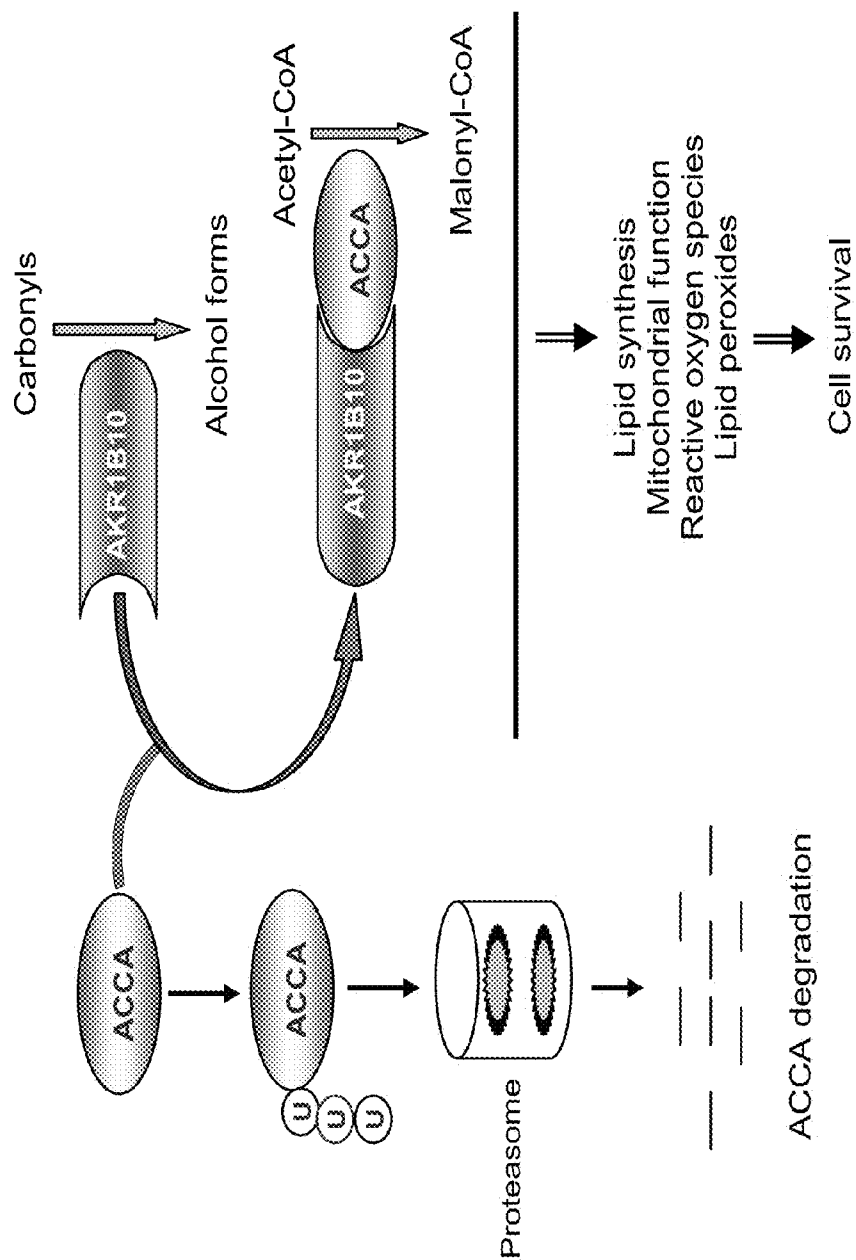 ACCA
ACCA
U
U
U
Proteasome
ACCA degradation
Carbonyls
AKR1B10
Alcohol forms
Acetyl-CoA
AKR1B10
ACCA
Malonyl-CoA
Lipid synthesis
Mitochondrial function
Reactive oxygen species
Lipid peroxides
Cell survival